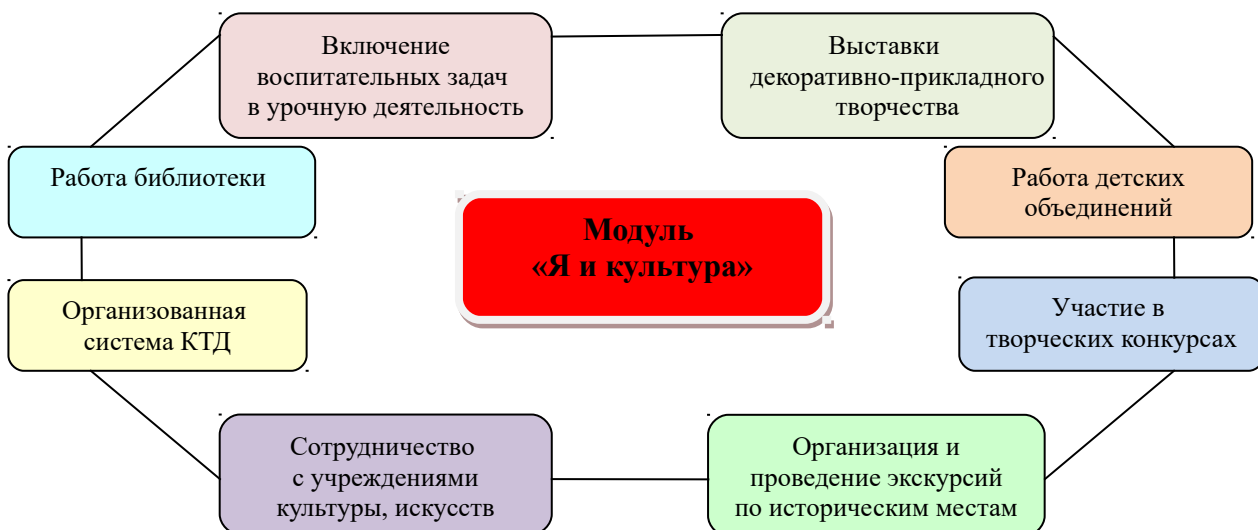 Включение
воспитательных задач
в урочную деятельность
Выставки
декоративно-прикладного
творчества
Работа библиотеки
Работа детских
объединений
Модуль
«Я и культура»
Организованная
система КТД
Участие в
творческих конкурсах
Сотрудничество
с учреждениями
культуры, искусств
Организация и
проведение экскурсий
по историческим местам